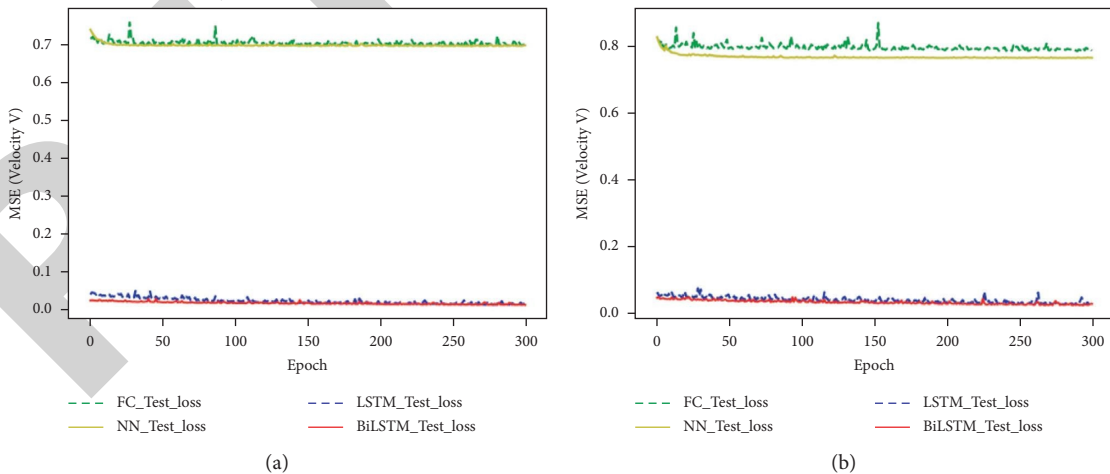 MSE (Velocity V)
0.7
0.6
0.5
0.4
0.3
0.2
0.1
0.0
0 50 100 150 200 250 300
Epoch
FC_Test_loss LSTM_Test_loss
NN_Test_loss BiLSTM_Test_loss
(a)
MSE (Velocity V)
0.8
0.6
0.4
0.2
0.0
0 50 100 150 200 250 300
Epoch
FC_Test_loss LSTM_Test_loss
NN_Test_loss BiLSTM_Test_loss
(b)